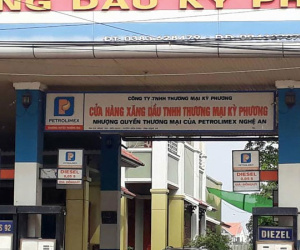 NG DẦU KỲ PH
CÔNG TY TNHH THƯƠNG MẠI KỲ PHƯƠNG
CỬA HÀNG XĂNG DẦU TNHH THƯƠNG MẠI KỲ PHƯƠNG
NHƯỢNG QUYỀN THƯƠNG MẠI CỦA PETROLIMEX NGHỆ AN
P
PETROLIMEX
P
DIESEL
P
DIESEL
S 92
DIEZEL